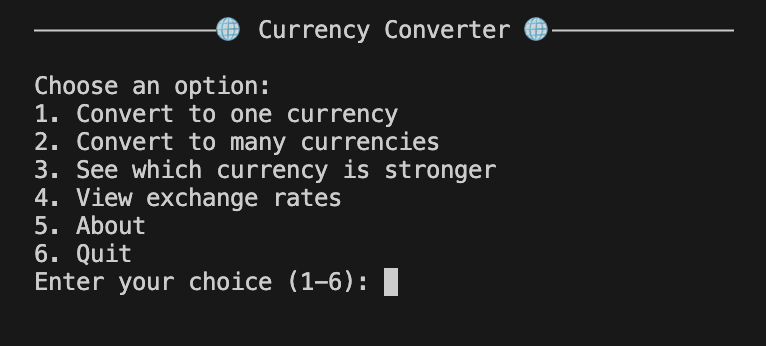 🌐 Currency Converter 🌐
Choose an option:
1. Convert to one currency
2. Convert to many currencies
3. See which currency is stronger
4. View exchange rates
5. About
6. Quit
Enter your choice (1–6):